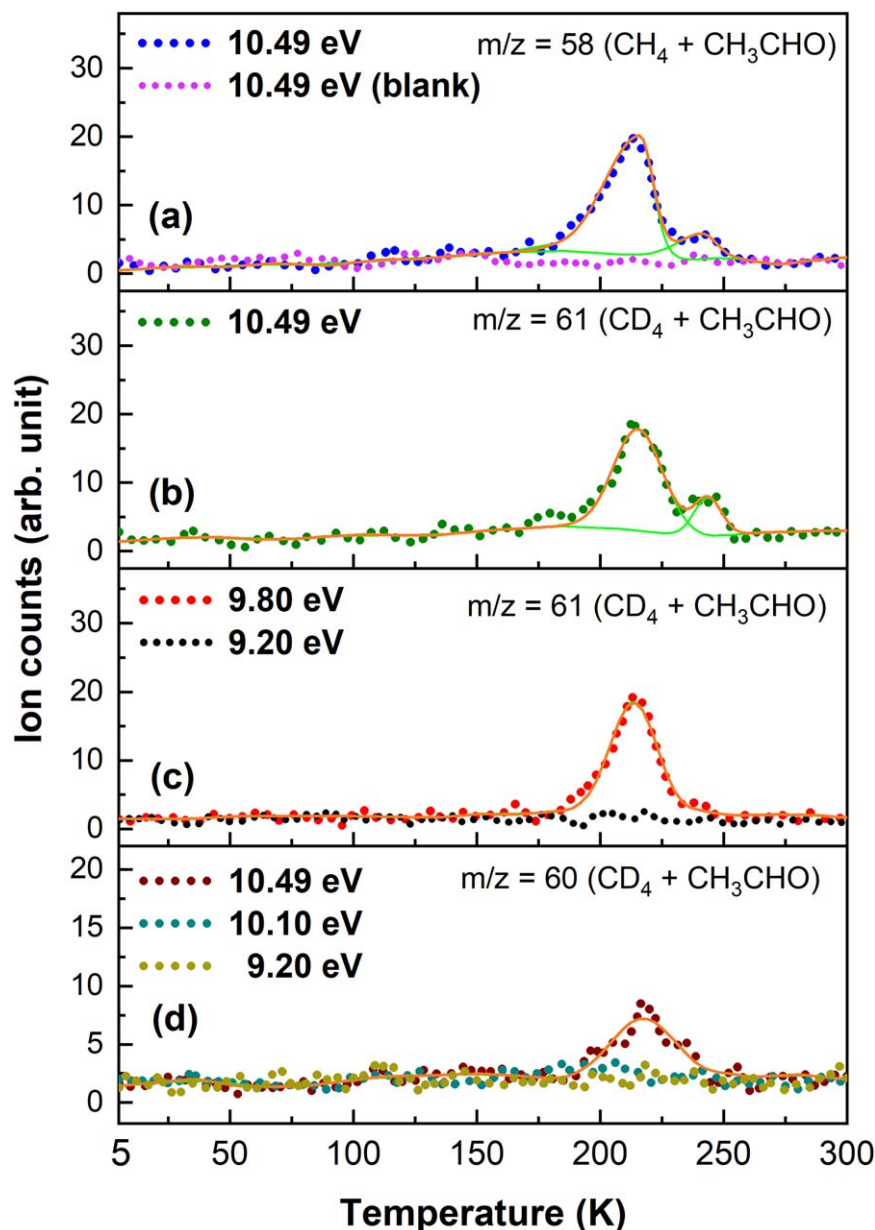 10.49 eV
10.49 eV (blank)
m/z = 58 (CH₄ + CH₃CHO)
30
20
10
0
(a)
10.49 eV
m/z = 61 (CD₄ + CH₃CHO)
30
20
10
0
(b)
9.80 eV
9.20 eV
m/z = 61 (CD₄ + CH₃CHO)
30
20
10
0
(c)
10.49 eV
10.10 eV
9.20 eV
m/z = 60 (CD₄ + CH₃CHO)
20
15
10
5
0
(d)
Ion counts (arb. unit)
5 50 100 150 200 250 300
Temperature (K)